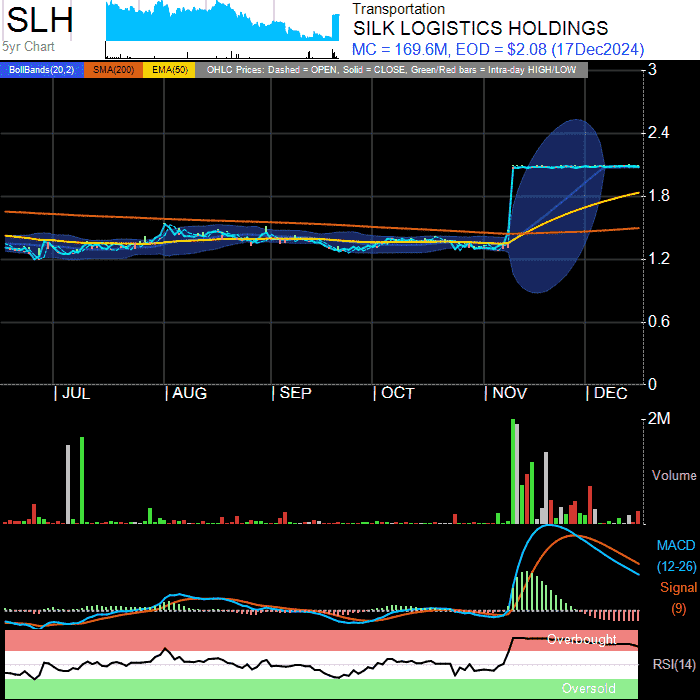 SLH
5yr Chart
Transportation
SILK LOGISTICS HOLDINGS
MC = 169.6M, EOD = $2.08 (17Dec2024)
BollBands(20,2) SMA(200) EMA(50) OHLC Prices: Dashed = OPEN, Solid = CLOSE, Green/Red bars = Intra-day HIGH/LOW
3
2.4
1.8
1.2
0.6
0
JUL AUG SEP OCT NOV DEC
2M
Volume
MACD
(12-26)
Signal
(9)
Overbought
RSI(14)
Oversold